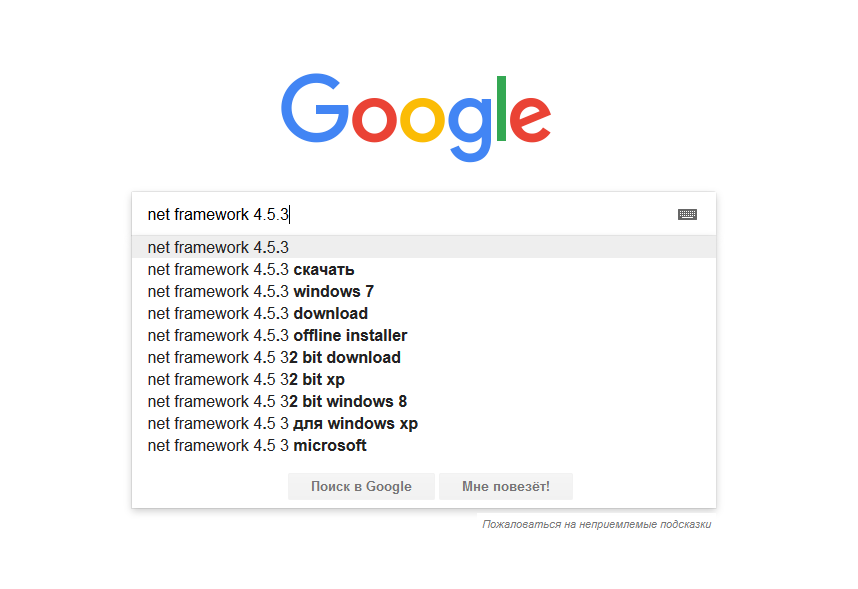 Google
net framework 4.5.3
net framework 4.5.3
net framework 4.5.3 скачать
net framework 4.5.3 windows 7
net framework 4.5.3 download
net framework 4.5.3 offline installer
net framework 4.5 32 bit download
net framework 4.5 32 bit xp
net framework 4.5 32 bit windows 8
net framework 4.5 3 для windows xp
net framework 4.5 3 microsoft
Поиск в Google Мне повезёт!
Пожаловаться на неприемлемые подсказки